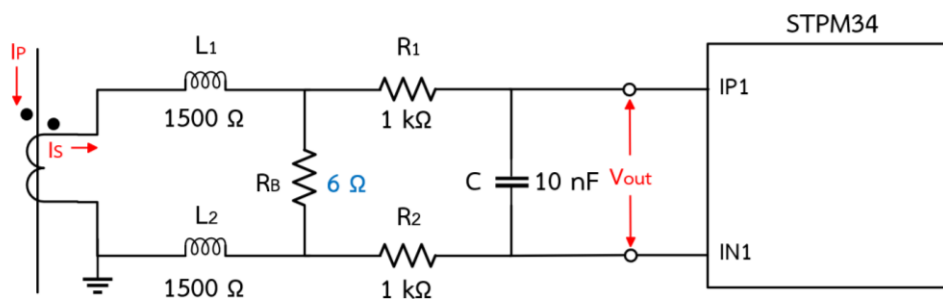 STPM34
IP
L1
R1
IP1
1500 Ω
1 kΩ
IS
RB
6 Ω
C
10 nF
Vout
L2
R2
IN1
1500 Ω
1 kΩ